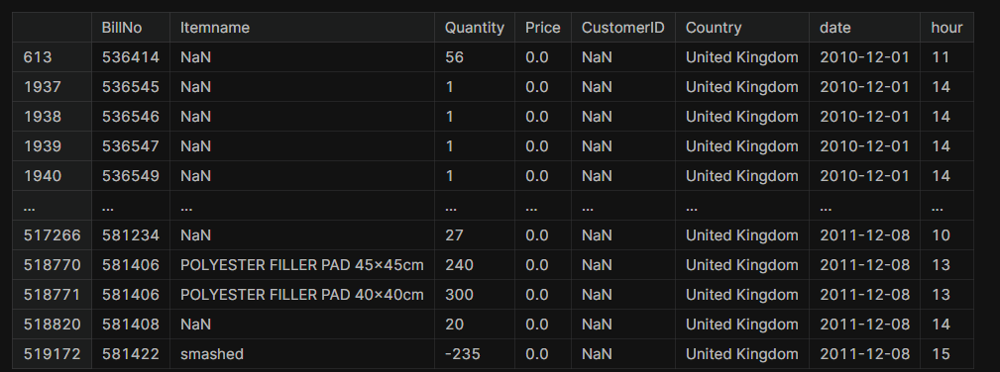 BillNo Itemname Quantity Price CustomerID Country date hour
613 536414 NaN 56 0.0 NaN United Kingdom 2010-12-01 11
1937 536545 NaN 1 0.0 NaN United Kingdom 2010-12-01 14
1938 536546 NaN 1 0.0 NaN United Kingdom 2010-12-01 14
1939 536547 NaN 1 0.0 NaN United Kingdom 2010-12-01 14
1940 536549 NaN 1 0.0 NaN United Kingdom 2010-12-01 14
... ... ... ... ... ... ... ... ...
517266 581234 NaN 27 0.0 NaN United Kingdom 2011-12-08 10
518770 581406 POLYESTER FILLER PAD 45×45cm 240 0.0 NaN United Kingdom 2011-12-08 13
518771 581406 POLYESTER FILLER PAD 40×40cm 300 0.0 NaN United Kingdom 2011-12-08 13
518820 581408 NaN 20 0.0 NaN United Kingdom 2011-12-08 14
519172 581422 smashed -235 0.0 NaN United Kingdom 2011-12-08 15